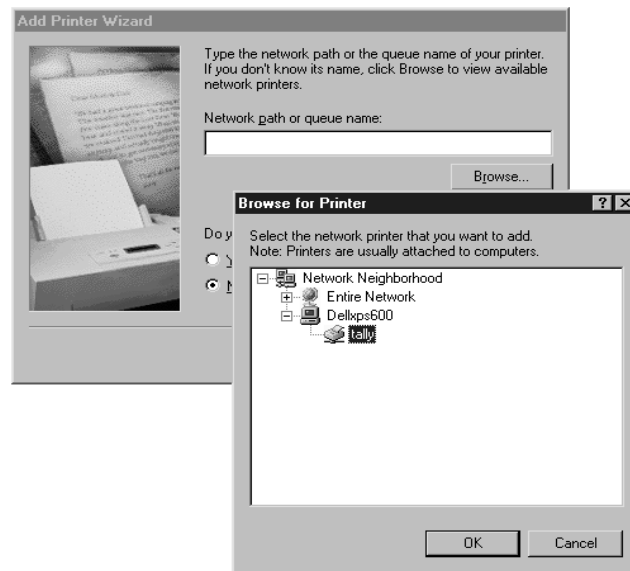 Add Printer Wizard
Type the network path or the queue name of your printer.
If you don't know its name, click Browse to view available
network printers.
Network path or queue name:
Browse...
Do y
Browse for Printer
Select the network printer that you want to add.
Note: Printers are usually attached to computers.
Network Neighborhood
Entire Network
Dellxps600
tally
OK Cancel